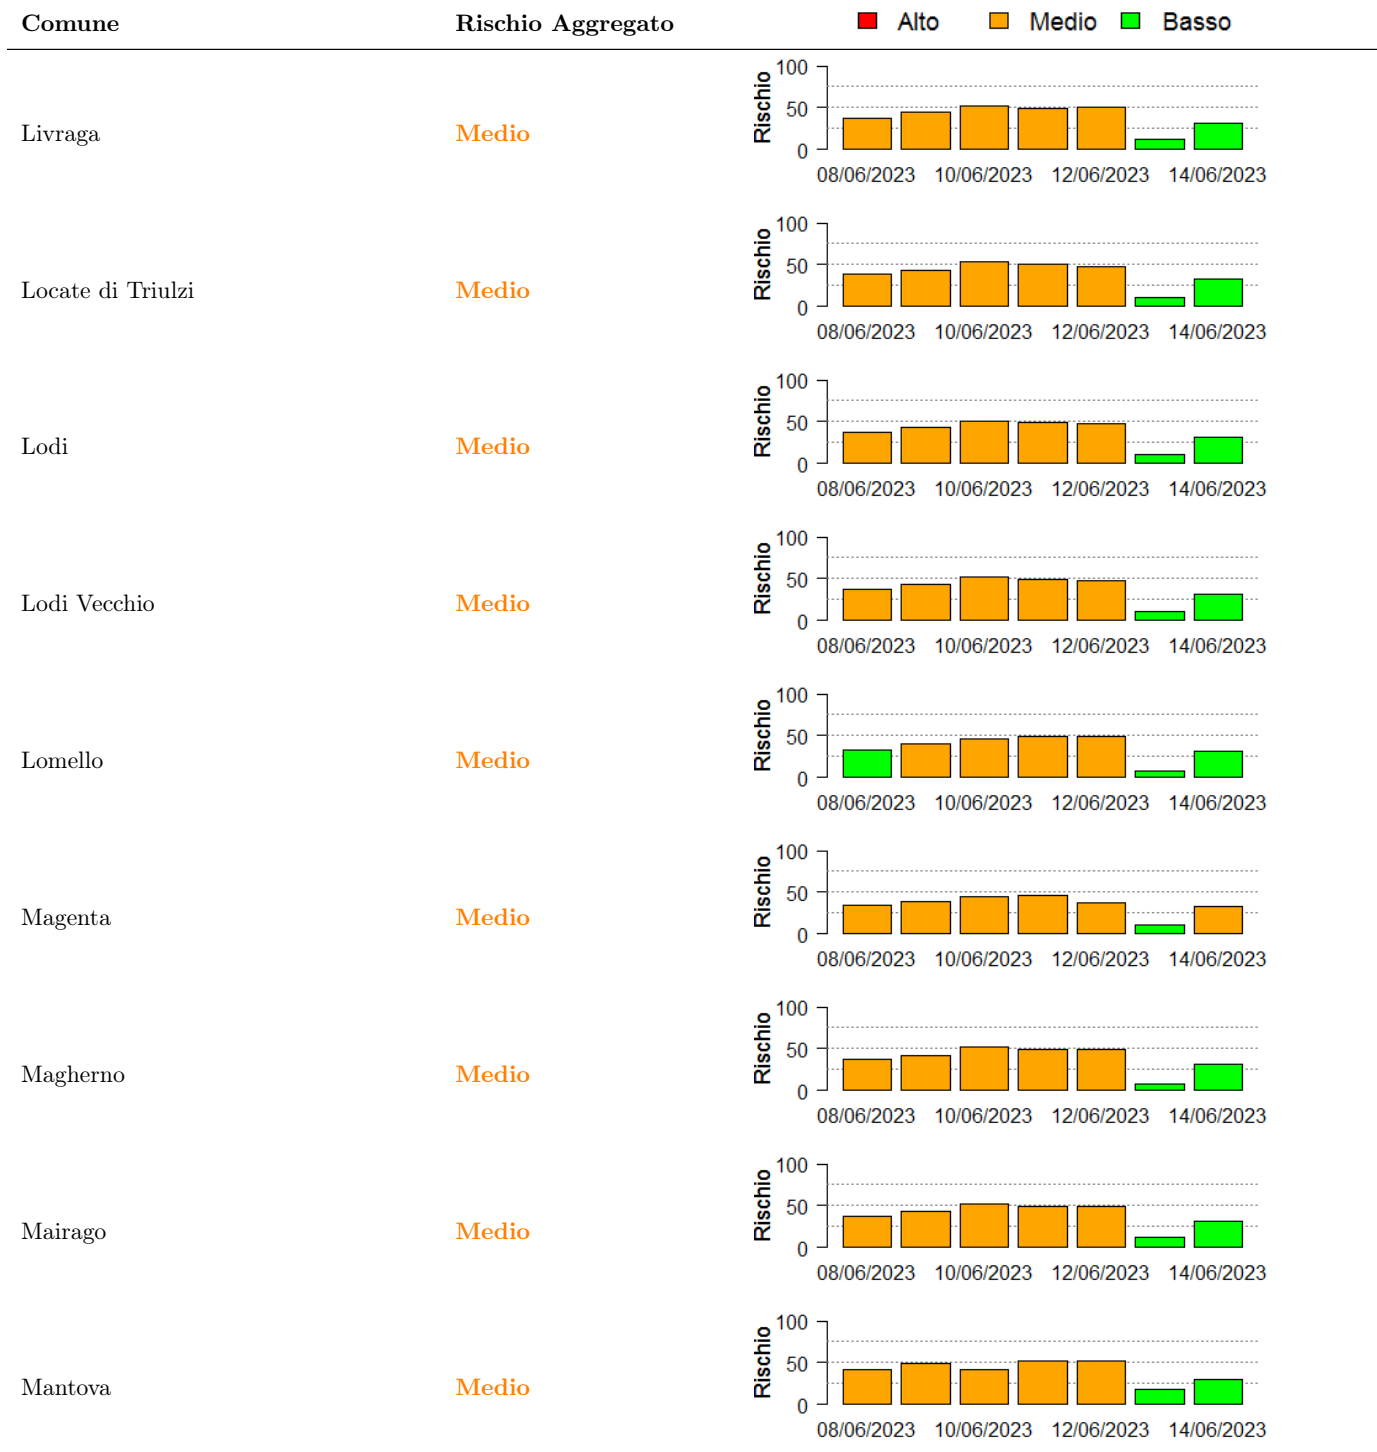 Comune Rischio Aggregato Alto Medio Basso
100
50
0
Rischio
Livraga Medio
08/06/2023 10/06/2023 12/06/2023 14/06/2023
100
50
0
Rischio
Locate di Triulzi Medio
08/06/2023 10/06/2023 12/06/2023 14/06/2023
100
50
0
Rischio
Lodi Medio
08/06/2023 10/06/2023 12/06/2023 14/06/2023
100
50
0
Rischio
Lodi Vecchio Medio
08/06/2023 10/06/2023 12/06/2023 14/06/2023
100
50
0
Rischio
Lomello Medio
08/06/2023 10/06/2023 12/06/2023 14/06/2023
100
50
0
Rischio
Magenta Medio
08/06/2023 10/06/2023 12/06/2023 14/06/2023
100
50
0
Rischio
Magherno Medio
08/06/2023 10/06/2023 12/06/2023 14/06/2023
100
50
0
Rischio
Mairago Medio
08/06/2023 10/06/2023 12/06/2023 14/06/2023
100
50
0
Rischio
Mantova Medio
08/06/2023 10/06/2023 12/06/2023 14/06/2023